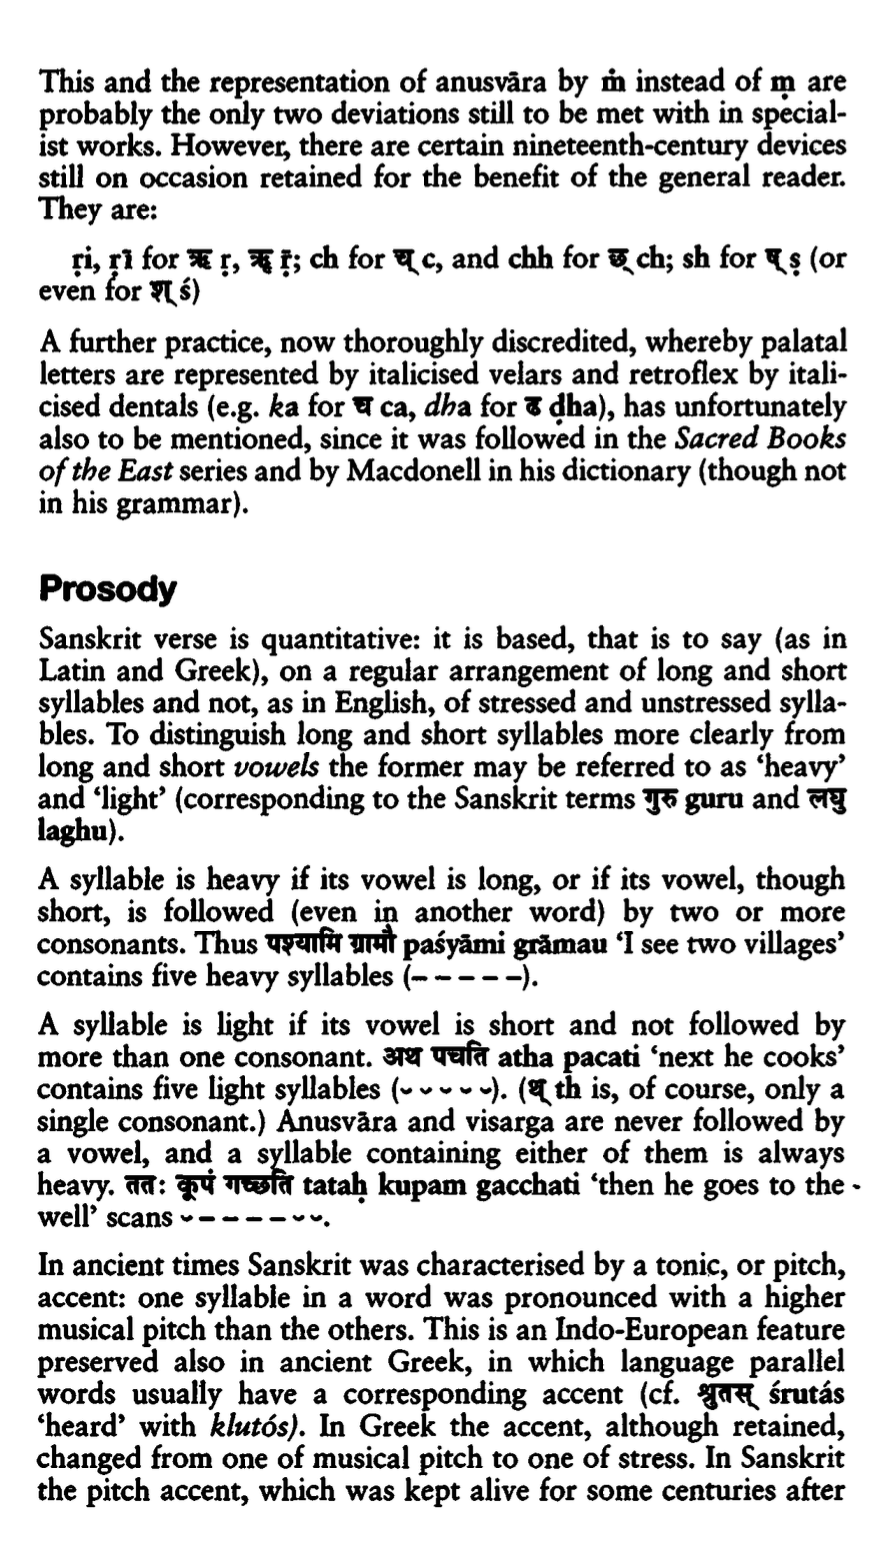 This and the representation of anusvāra by ṁ instead of ṃ are
probably the only two deviations still to be met with in special-
ist works. However, there are certain nineteenth-century devices
still on occasion retained for the benefit of the general reader.
They are:
ṛi, ṛī for ऋ ṛ, ॠ ṝ; ch for च् c, and chh for छ् ch; sh for ष् ṣ (or
even for श् ś)
A further practice, now thoroughly discredited, whereby palatal
letters are represented by italicised velars and retroflex by itali-
cised dentals (e.g. ka for च ca, dha for ढ ḍha), has unfortunately
also to be mentioned, since it was followed in the Sacred Books
of the East series and by Macdonell in his dictionary (though not
in his grammar).
Prosody
Sanskrit verse is quantitative: it is based, that is to say (as in
Latin and Greek), on a regular arrangement of long and short
syllables and not, as in English, of stressed and unstressed sylla-
bles. To distinguish long and short syllables more clearly from
long and short vowels the former may be referred to as ‘heavy’
and ‘light’ (corresponding to the Sanskrit terms गुरु guru and लघु
laghu).
A syllable is heavy if its vowel is long, or if its vowel, though
short, is followed (even in another word) by two or more
consonants. Thus पश्यामि ग्रामौ paśyāmi grāmau ‘I see two villages’
contains five heavy syllables (– – – – –).
A syllable is light if its vowel is short and not followed by
more than one consonant. अथ पचति atha pacati ‘next he cooks’
contains five light syllables (˘ ˘ ˘ ˘ ˘). (थ् th is, of course, only a
single consonant.) Anusvāra and visarga are never followed by
a vowel, and a syllable containing either of them is always
heavy. ततः कूपं गच्छति tataḥ kupam gacchati ‘then he goes to the
well’ scans ˘ – – – – ˘ ˘.
In ancient times Sanskrit was characterised by a tonic, or pitch,
accent: one syllable in a word was pronounced with a higher
musical pitch than the others. This is an Indo-European feature
preserved also in ancient Greek, in which language parallel
words usually have a corresponding accent (cf. श्रुतस् śrutás
‘heard’ with klutós). In Greek the accent, although retained,
changed from one of musical pitch to one of stress. In Sanskrit
the pitch accent, which was kept alive for some centuries after